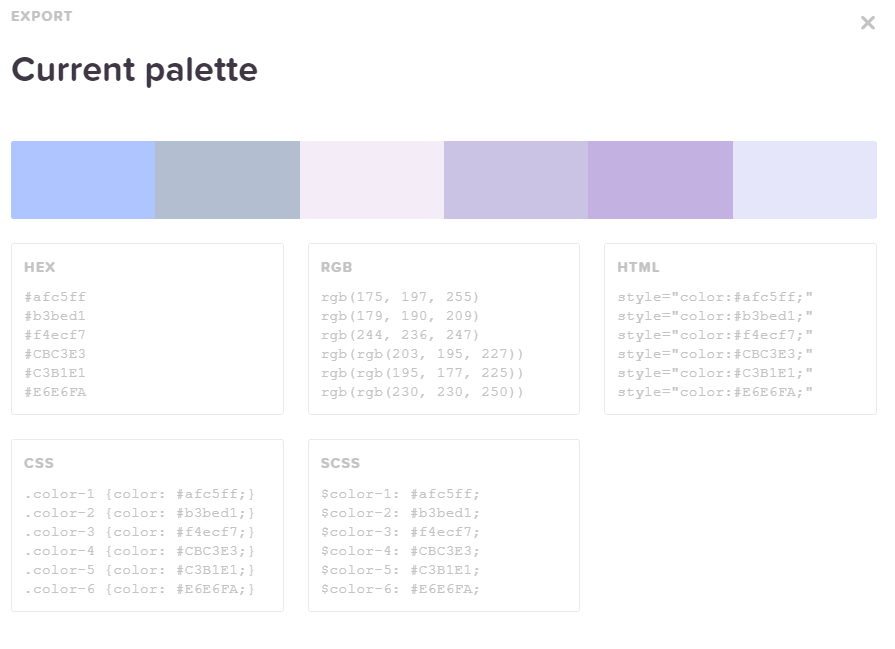 EXPORT
Current palette
HEX
#afc5ff
#b3bed1
#f4ecf7
#CBC3E3
#C3B1E1
#E6E6FA
RGB
rgb(175, 197, 255)
rgb(179, 190, 209)
rgb(244, 236, 247)
rgb(rgb(203, 195, 227))
rgb(rgb(195, 177, 225))
rgb(rgb(230, 230, 250))
HTML
style="color:#afc5ff;"
style="color:#b3bed1;"
style="color:#f4ecf7;"
style="color:#CBC3E3;"
style="color:#C3B1E1;"
style="color:#E6E6FA;"
CSS
.color-1 {color: #afc5ff;}
.color-2 {color: #b3bed1;}
.color-3 {color: #f4ecf7;}
.color-4 {color: #CBC3E3;}
.color-5 {color: #C3B1E1;}
.color-6 {color: #E6E6FA;}
SCSS
$color-1: #afc5ff;
$color-2: #b3bed1;
$color-3: #f4ecf7;
$color-4: #CBC3E3;
$color-5: #C3B1E1;
$color-6: #E6E6FA;